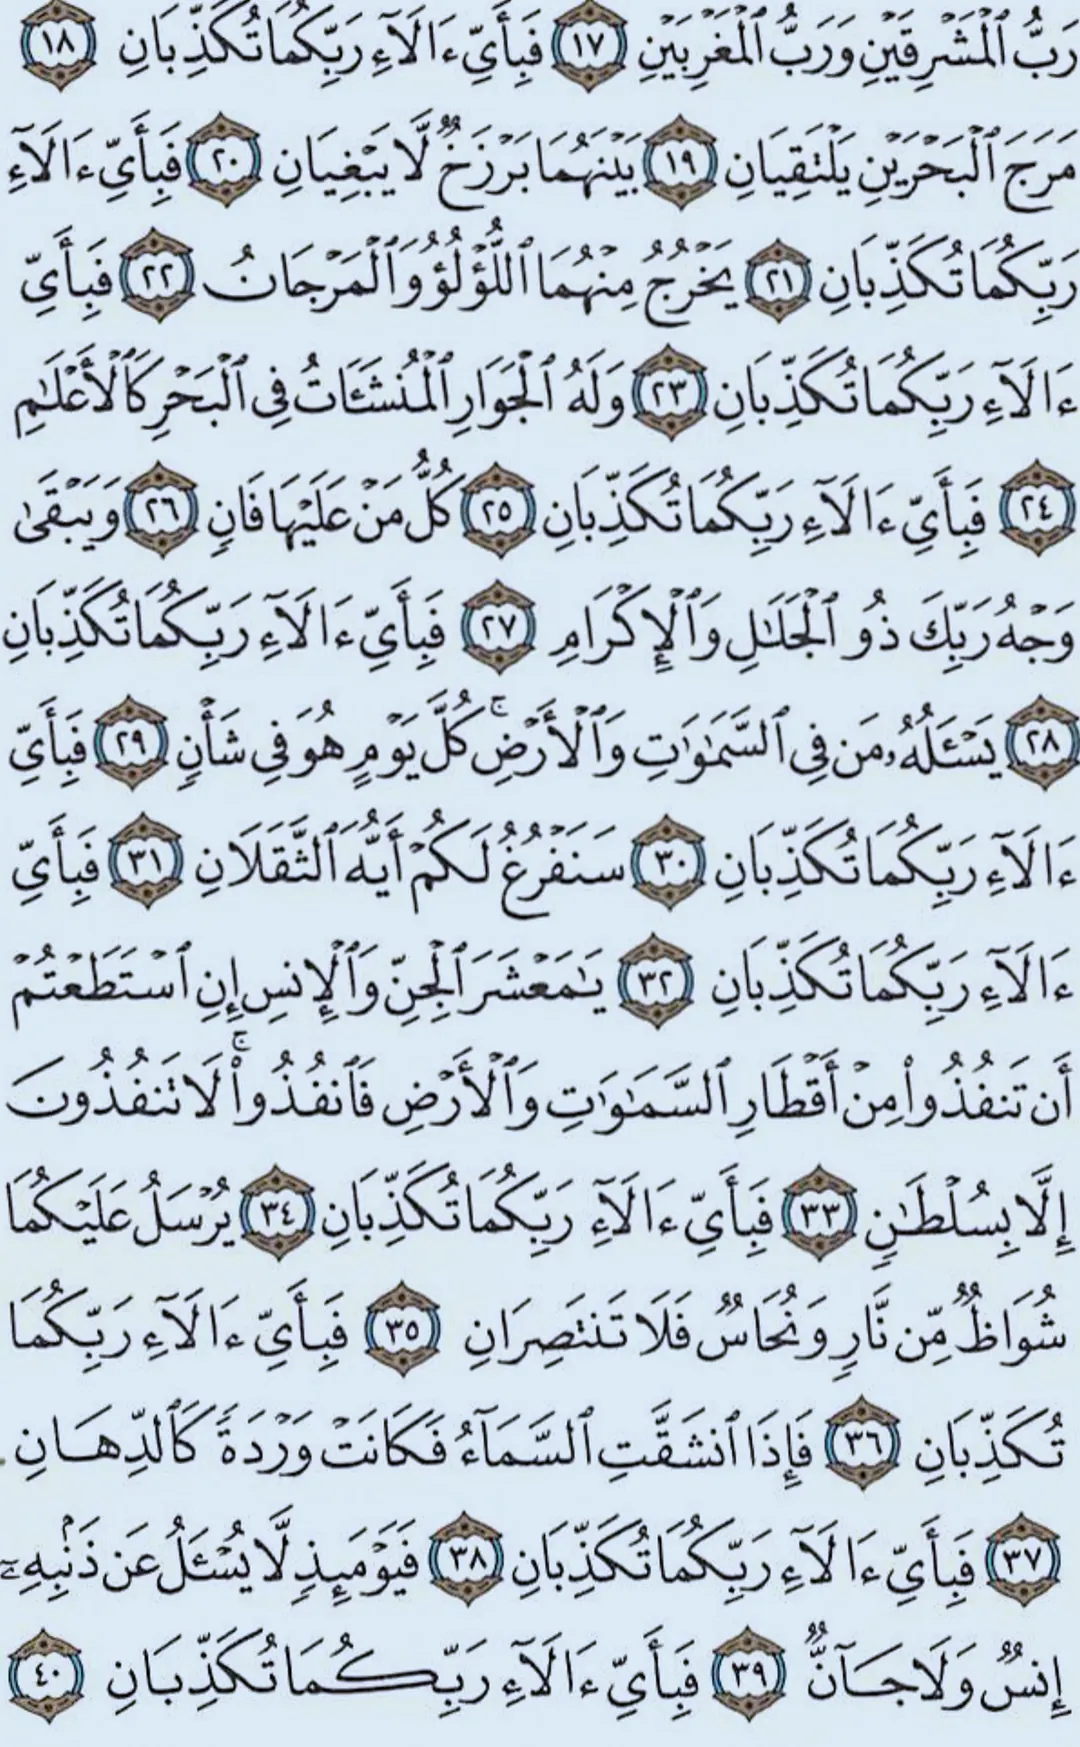 رَبُّ ٱلْمَشْرِقَيْنِ وَرَبُّ ٱلْمَغْرِبَيْنِ ١٧ فَبِأَيِّ ءَالَآءِ رَبِّكُمَا تُكَذِّبَانِ ١٨
مَرَجَ ٱلْبَحْرَيْنِ يَلْتَقِيَانِ ١٩ بَيْنَهُمَا بَرْزَخٌ لَّا يَبْغِيَانِ ٢٠ فَبِأَيِّ ءَالَآءِ
رَبِّكُمَا تُكَذِّبَانِ ٢١ يَخْرُجُ مِنْهُمَا ٱللُّؤْلُؤُ وَٱلْمَرْجَانُ ٢٢ فَبِأَيِّ
ءَالَآءِ رَبِّكُمَا تُكَذِّبَانِ ٢٣ وَلَهُ ٱلْجَوَارِ ٱلْمُنشَـَٔاتُ فِى ٱلْبَحْرِ كَٱلْأَعْلَـٰمِ
٢٤ فَبِأَيِّ ءَالَآءِ رَبِّكُمَا تُكَذِّبَانِ ٢٥ كُلُّ مَنْ عَلَيْهَا فَانٍ ٢٦ وَيَبْقَىٰ
وَجْهُ رَبِّكَ ذُو ٱلْجَلَـٰلِ وَٱلْإِكْرَامِ ٢٧ فَبِأَيِّ ءَالَآءِ رَبِّكُمَا تُكَذِّبَانِ
٢٨ يَسْـَٔلُهُۥ مَن فِى ٱلسَّمَـٰوَٰتِ وَٱلْأَرْضِ ۚ كُلَّ يَوْمٍ هُوَ فِى شَأْنٍ ٢٩ فَبِأَيِّ
ءَالَآءِ رَبِّكُمَا تُكَذِّبَانِ ٣٠ سَنَفْرُغُ لَكُمْ أَيُّهَ ٱلثَّقَلَانِ ٣١ فَبِأَيِّ
ءَالَآءِ رَبِّكُمَا تُكَذِّبَانِ ٣٢ يَـٰمَعْشَرَ ٱلْجِنِّ وَٱلْإِنسِ إِنِ ٱسْتَطَعْتُمْ
أَن تَنفُذُوا۟ مِنْ أَقْطَارِ ٱلسَّمَـٰوَٰتِ وَٱلْأَرْضِ فَٱنفُذُوا۟ ۚ لَا تَنفُذُونَ
إِلَّا بِسُلْطَـٰنٍ ٣٣ فَبِأَيِّ ءَالَآءِ رَبِّكُمَا تُكَذِّبَانِ ٣٤ يُرْسَلُ عَلَيْكُمَا
شُوَاظٌ مِّن نَّارٍ وَنُحَاسٌ فَلَا تَنتَصِرَانِ ٣٥ فَبِأَيِّ ءَالَآءِ رَبِّكُمَا
تُكَذِّبَانِ ٣٦ فَإِذَا ٱنشَقَّتِ ٱلسَّمَآءُ فَكَانَتْ وَرْدَةً كَٱلدِّهَانِ
٣٧ فَبِأَيِّ ءَالَآءِ رَبِّكُمَا تُكَذِّبَانِ ٣٨ فَيَوْمَئِذٍ لَّا يُسْـَٔلُ عَن ذَنۢبِهِۦٓ
إِنسٌ وَلَا جَآنٌّ ٣٩ فَبِأَيِّ ءَالَآءِ رَبِّكُمَا تُكَذِّبَانِ ٤٠